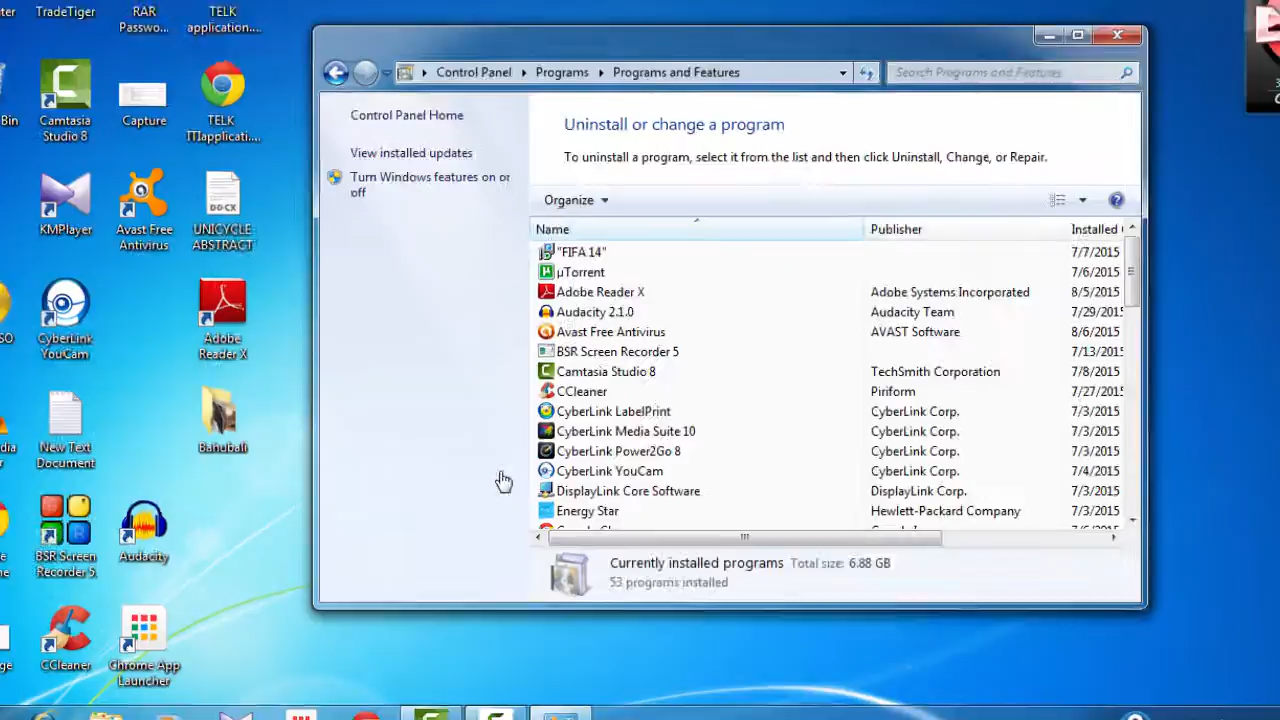 TradeTiger
RAR
Passwo...
TELK
application....
Bin
Camtasia
Studio 8
Capture
TELK
TTIapplicati....
KMPlayer
Avast Free
Antivirus
DOCX
UNICYCLE
ABSTRACT
SO
CyberLink
YouCam
Adobe
Reader X
New Text
Document
Bahubali
BSR Screen
Recorder 5
Audacity
CCleaner
Chrome App
Launcher
Control Panel Programs Programs and Features
Search Programs and Features
Control Panel Home
View installed updates
Turn Windows features on or
off
Uninstall or change a program
To uninstall a program, select it from the list and then click Uninstall, Change, or Repair.
Organize
Name Publisher Installed
"FIFA 14" 7/7/2015
µTorrent 7/6/2015
Adobe Reader X Adobe Systems Incorporated 8/5/2015
Audacity 2.1.0 Audacity Team 7/29/2015
Avast Free Antivirus AVAST Software 8/6/2015
BSR Screen Recorder 5 7/13/2015
Camtasia Studio 8 TechSmith Corporation 7/8/2015
CCleaner Piriform 7/27/2015
CyberLink LabelPrint CyberLink Corp. 7/3/2015
CyberLink Media Suite 10 CyberLink Corp. 7/3/2015
CyberLink Power2Go 8 CyberLink Corp. 7/3/2015
CyberLink YouCam CyberLink Corp. 7/4/2015
DisplayLink Core Software DisplayLink Corp. 7/3/2015
Energy Star Hewlett-Packard Company 7/3/2015
Currently installed programs Total size: 6.88 GB
53 programs installed